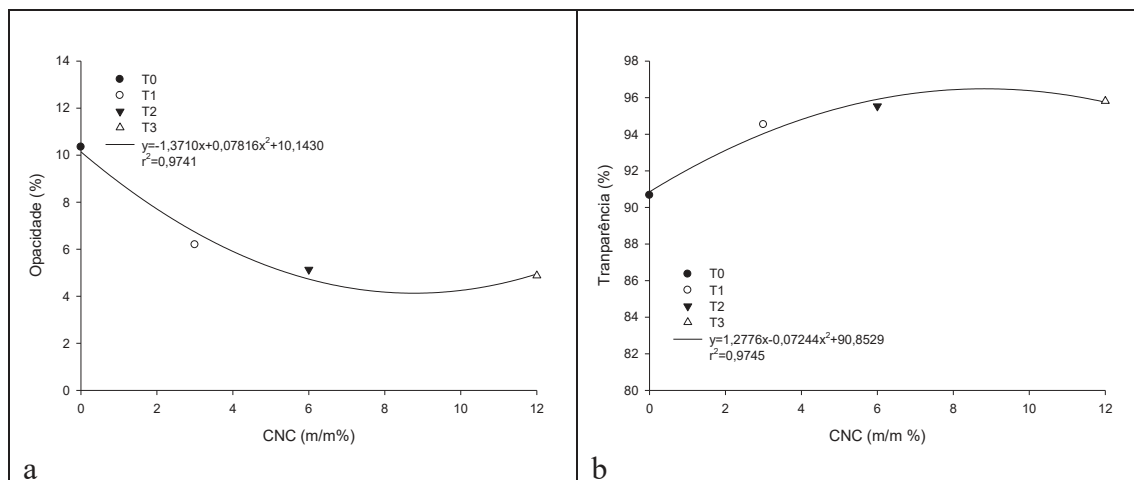 14
12
10
8
6
4
2
0
Opacidade (%)
T0
T1
T2
T3
y=-1,3710x+0,07816x²+10,1430
r²=0,9741
0 2 4 6 8 10 12
CNC (m/m%)
a
98
96
94
92
90
88
86
84
82
80
Tranparência (%)
T0
T1
T2
T3
y=1,2776x-0,07244x²+90,8529
r²=0,9745
0 2 4 6 8 10 12
CNC (m/m %)
b